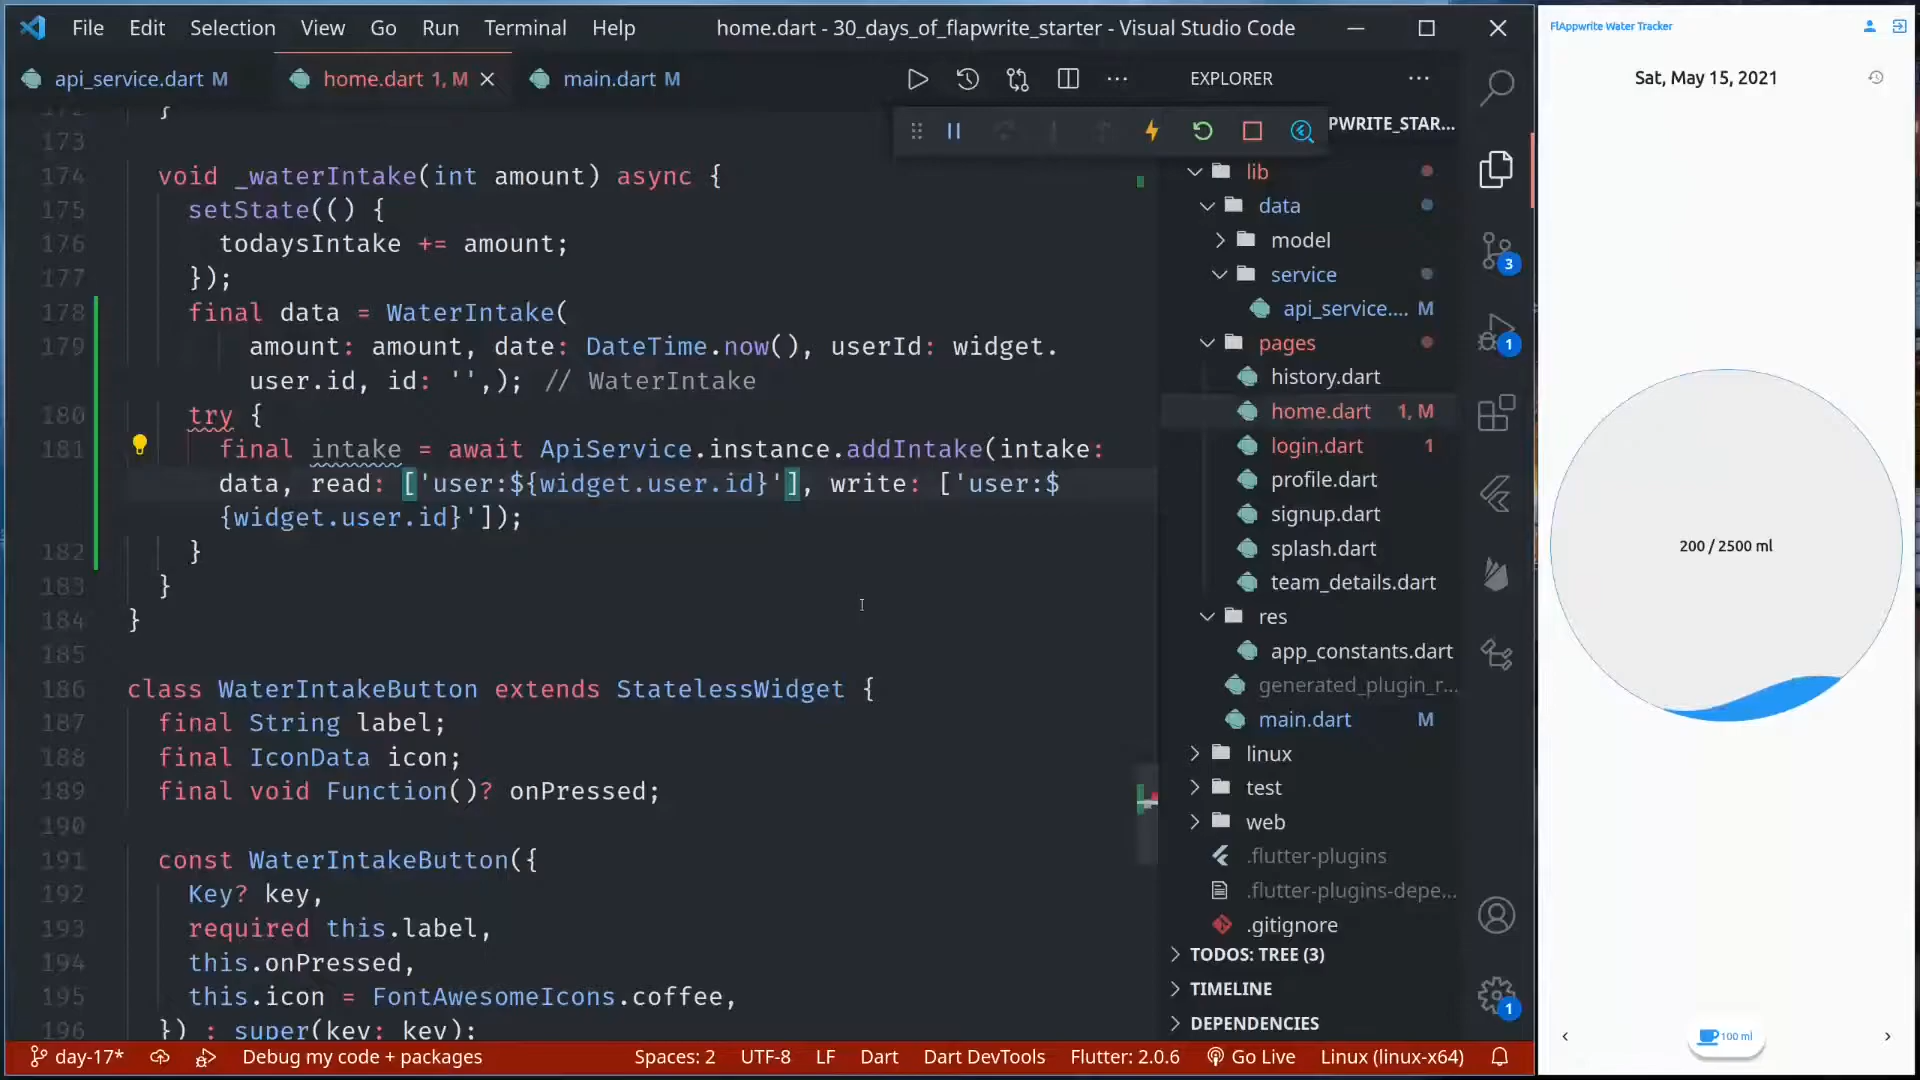 File Edit Selection View Go Run Terminal Help
home.dart - 30_days_of_flapwrite_starter - Visual Studio Code
api_service.dart M
home.dart 1, M
main.dart M
172 }
173
174 void _waterIntake(int amount) async {
175 setState(() {
176 todaysIntake += amount;
177 });
178 final data = WaterIntake(
179 amount: amount, date: DateTime.now(), userId: widget.
user.id, id: '',); // WaterIntake
180 try {
181 final intake = await ApiService.instance.addIntake(intake:
data, read: ['user:${widget.user.id}'], write: ['user:$
{widget.user.id}']);
182 }
183 }
184 }
185
186 class WaterIntakeButton extends StatelessWidget {
187 final String label;
188 final IconData icon;
189 final void Function()? onPressed;
190
191 const WaterIntakeButton({
192 Key? key,
193 required this.label,
194 this.onPressed,
195 this.icon = FontAwesomeIcons.coffee,
196 }) : super(key: key);
EXPLORER
PWRITE_STAR...
lib
data
model
service
api_service.... M
pages
history.dart
home.dart 1, M
login.dart 1
profile.dart
signup.dart
splash.dart
team_details.dart
res
app_constants.dart
generated_plugin_r...
main.dart M
linux
test
web
.flutter-plugins
.flutter-plugins-depe...
.gitignore
TODOS: TREE (3)
TIMELINE
DEPENDENCIES
3
1
1
day-17*
Debug my code + packages
Spaces: 2
UTF-8
LF
Dart
Dart DevTools
Flutter: 2.0.6
Go Live
Linux (linux-x64)
FlAppwrite Water Tracker
Sat, May 15, 2021
200 / 2500 ml
100 ml